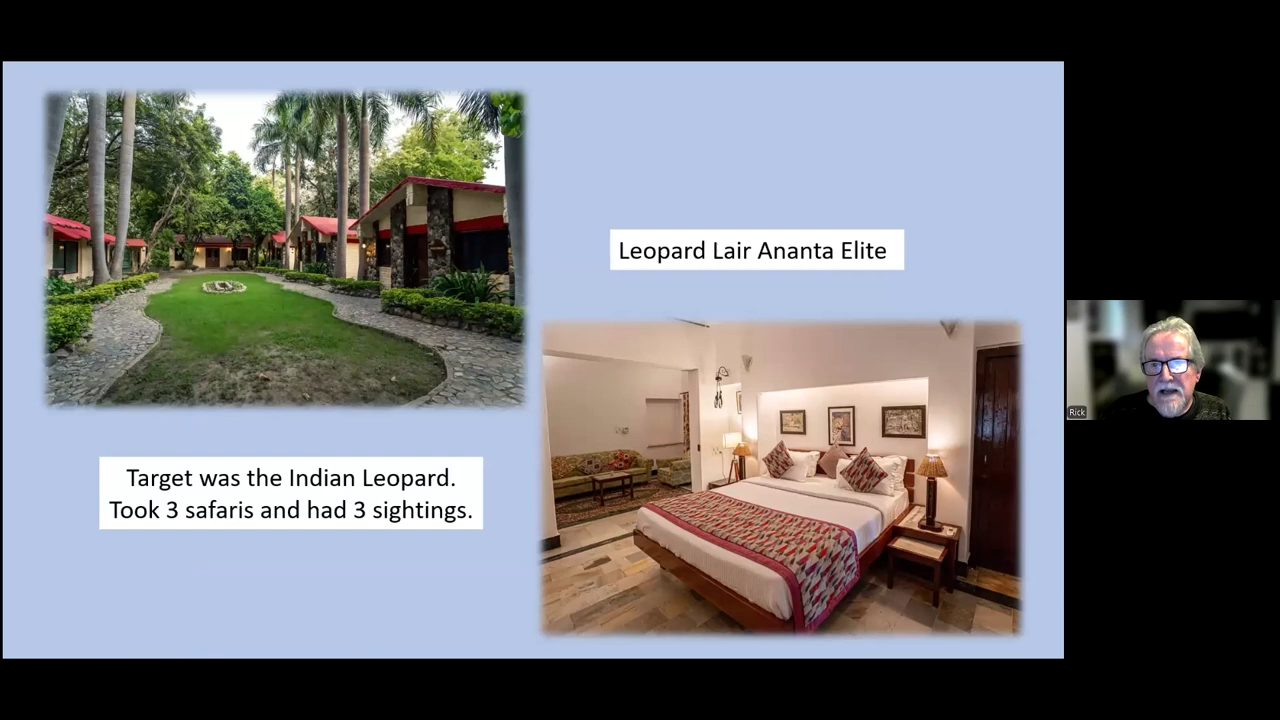 Leopard Lair Ananta Elite
Target was the Indian Leopard.
Took 3 safaris and had 3 sightings.
Rick